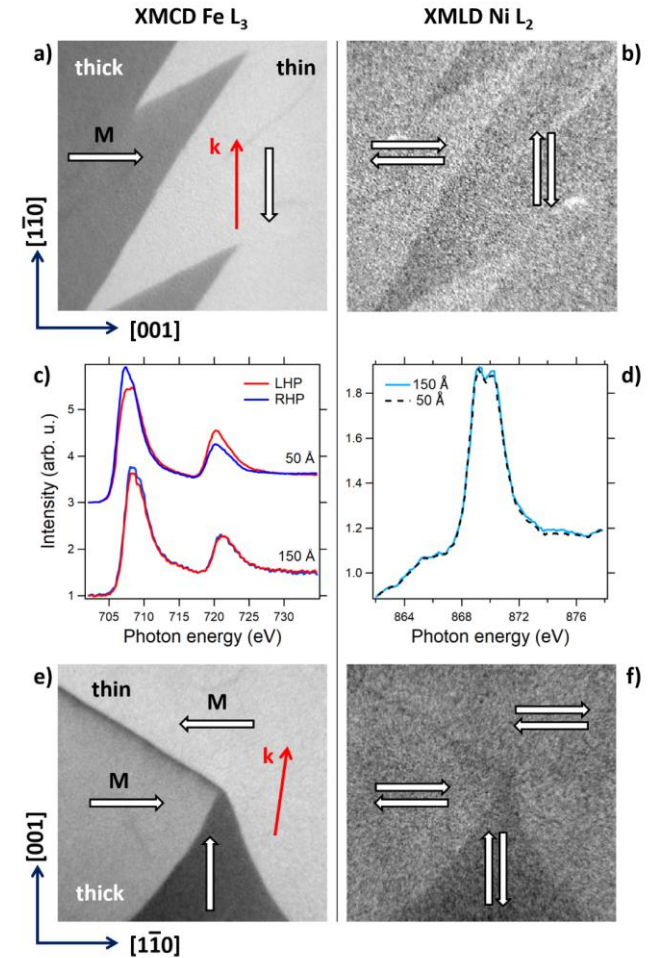 XMCD Fe L₃
XMLD Ni L₂
a)
thick
thin
M
k
[11̅0]
[001]
b)
c)
LHP
RHP
50 Å
150 Å
5
4
3
2
1
Intensity (arb. u.)
705
710
715
720
725
730
Photon energy (eV)
d)
150 Å
50 Å
1.8
1.6
1.4
1.2
1.0
864
868
872
876
Photon energy (eV)
e)
thin
M
M
k
thick
[001]
[11̅0]
f)